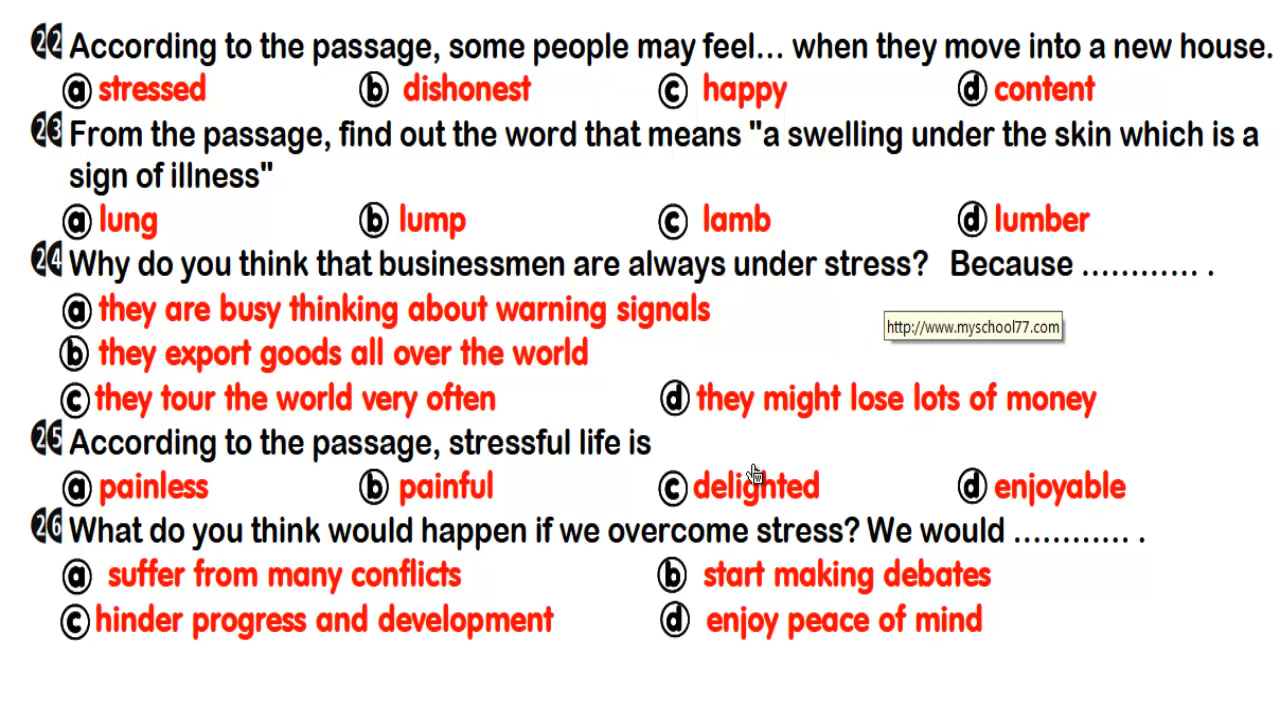 22 According to the passage, some people may feel... when they move into a new house.
a stressed b dishonest c happy d content
23 From the passage, find out the word that means "a swelling under the skin which is a
sign of illness"
a lung b lump c lamb d lumber
24 Why do you think that businessmen are always under stress? Because ............ .
a they are busy thinking about warning signals
http://www.myschool77.com
b they export goods all over the world
c they tour the world very often d they might lose lots of money
25 According to the passage, stressful life is
a painless b painful c delighted d enjoyable
26 What do you think would happen if we overcome stress? We would ............ .
a suffer from many conflicts b start making debates
c hinder progress and development d enjoy peace of mind